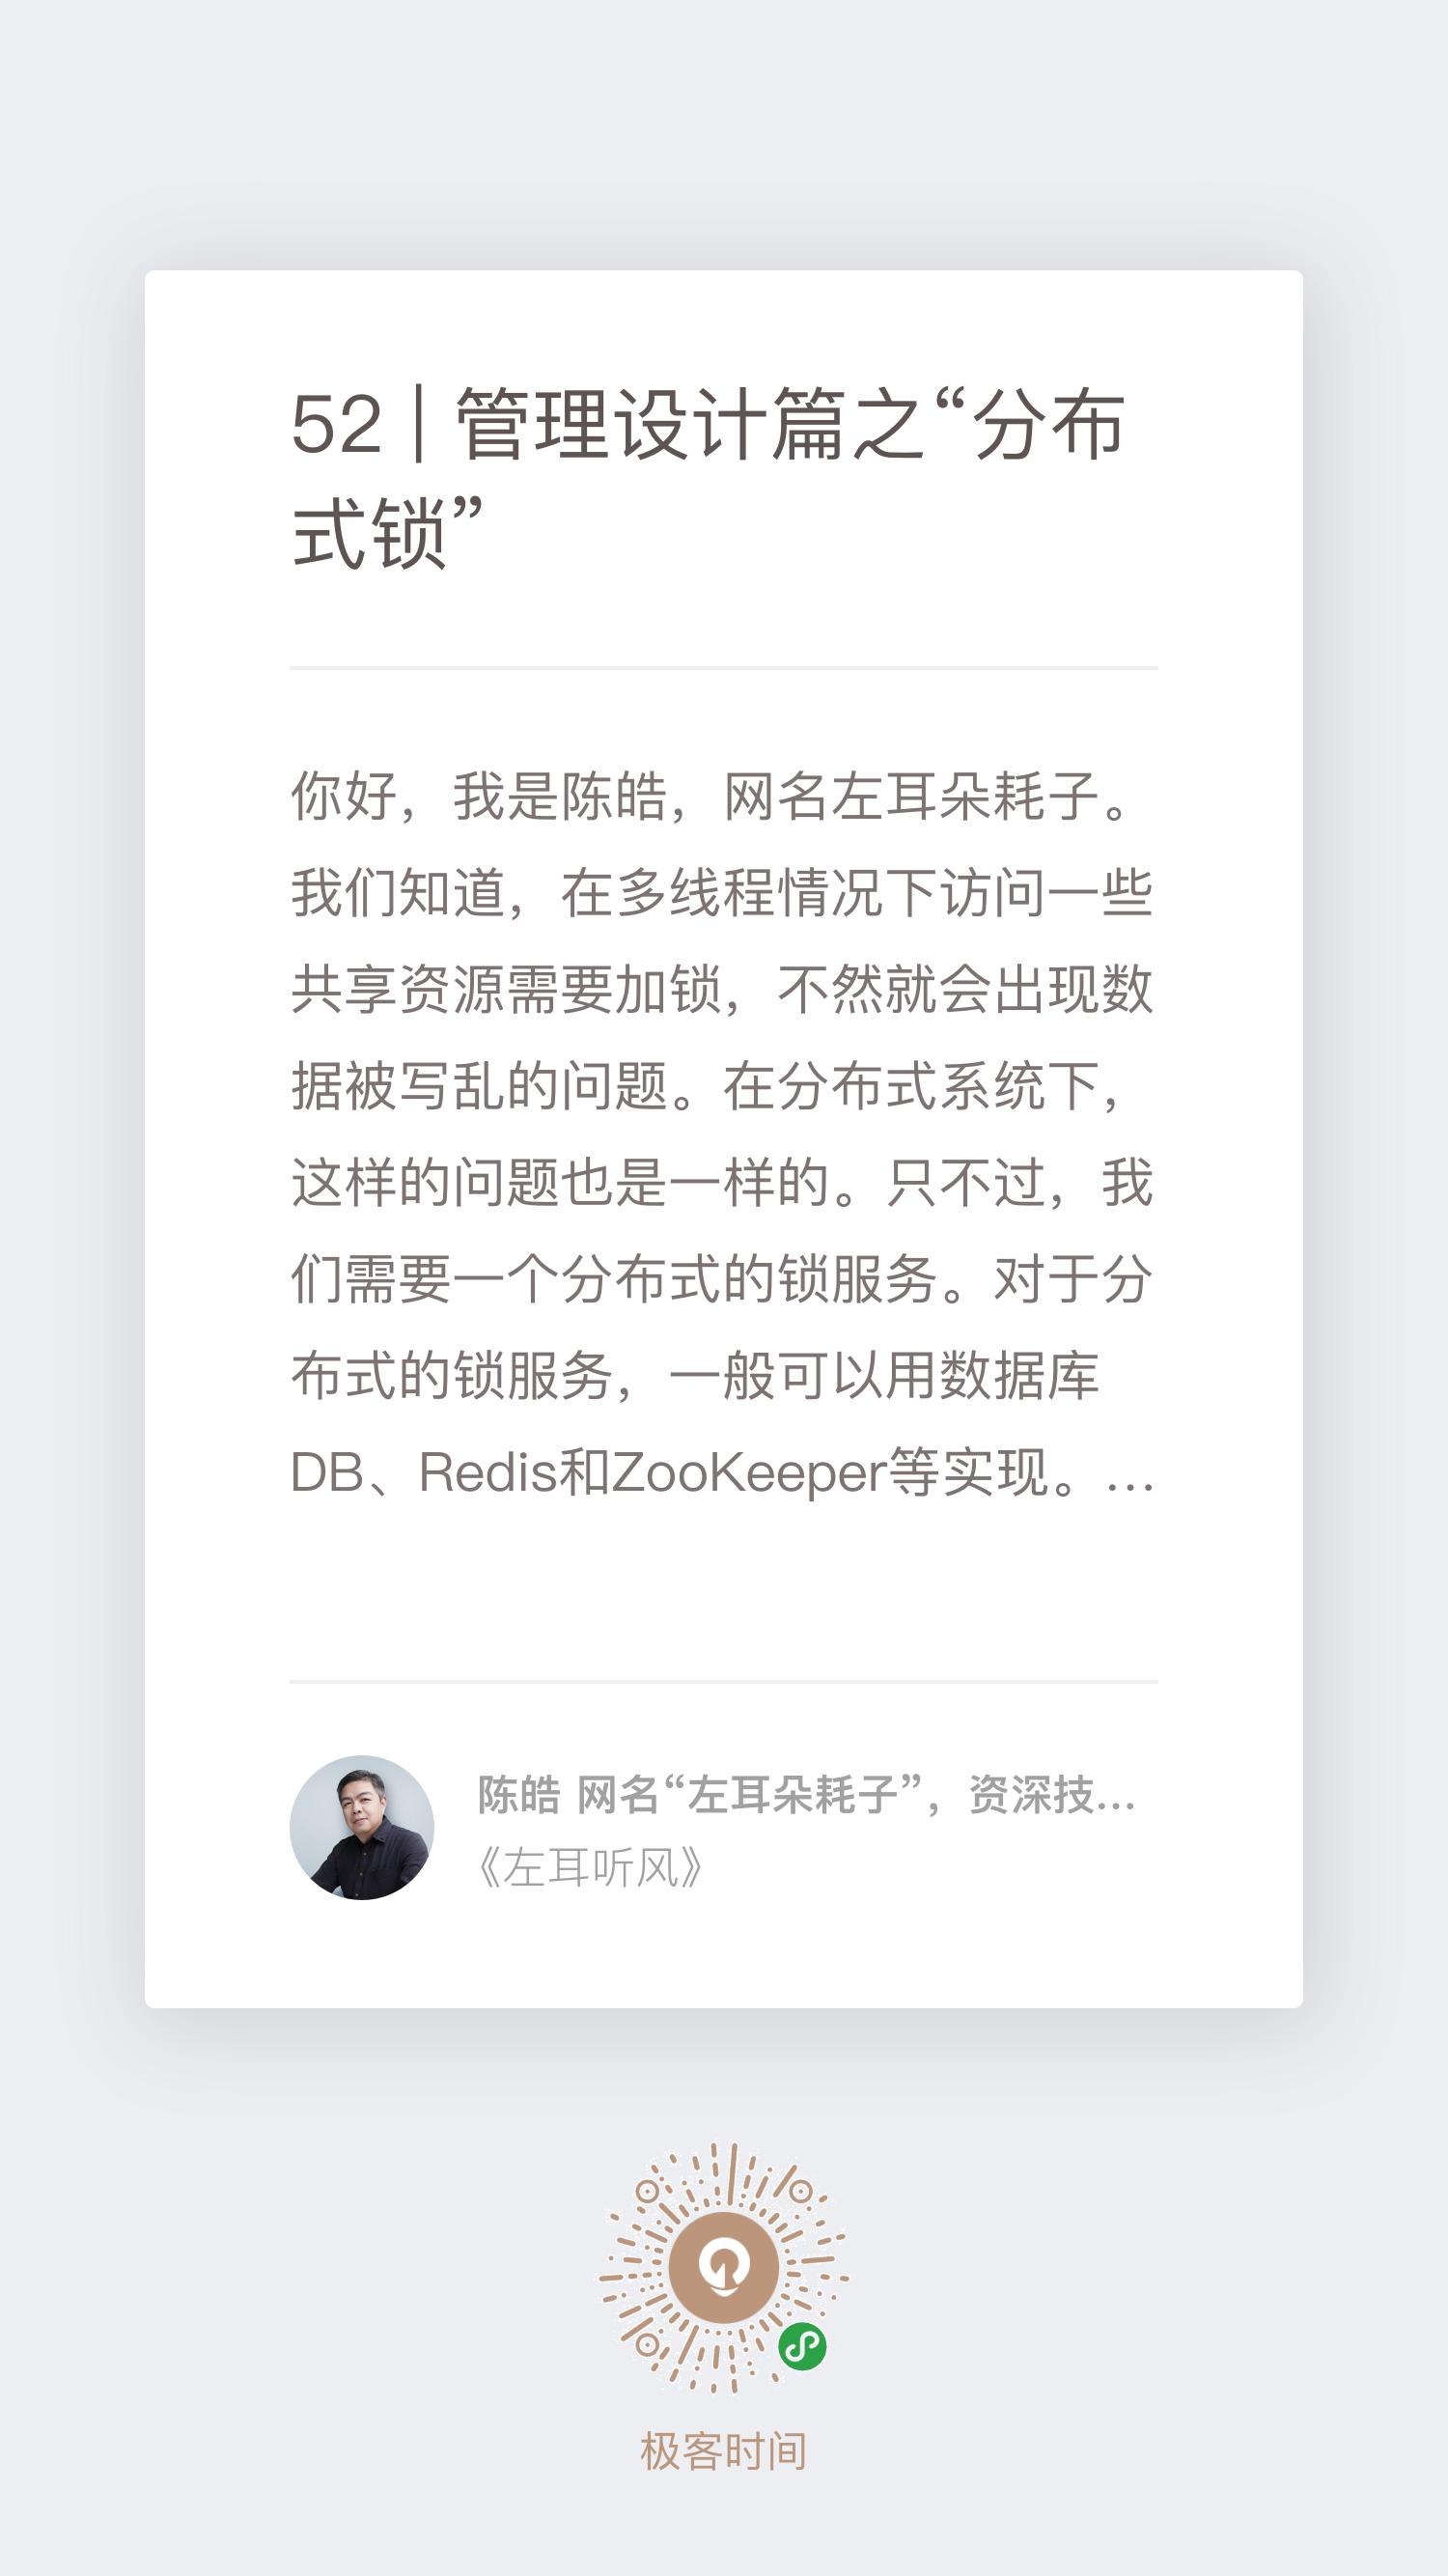 52 | 管理设计篇之“分布
式锁”
你好，我是陈皓，网名左耳朵耗子。
我们知道，在多线程情况下访问一些
共享资源需要加锁，不然就会出现数
据被写乱的问题。在分布式系统下，
这样的问题也是一样的。只不过，我
们需要一个分布式的锁服务。对于分
布式的锁服务，一般可以用数据库
DB、Redis和ZooKeeper等实现。…
陈皓 网名“左耳朵耗子”，资深技…
《左耳听风》
极客时间